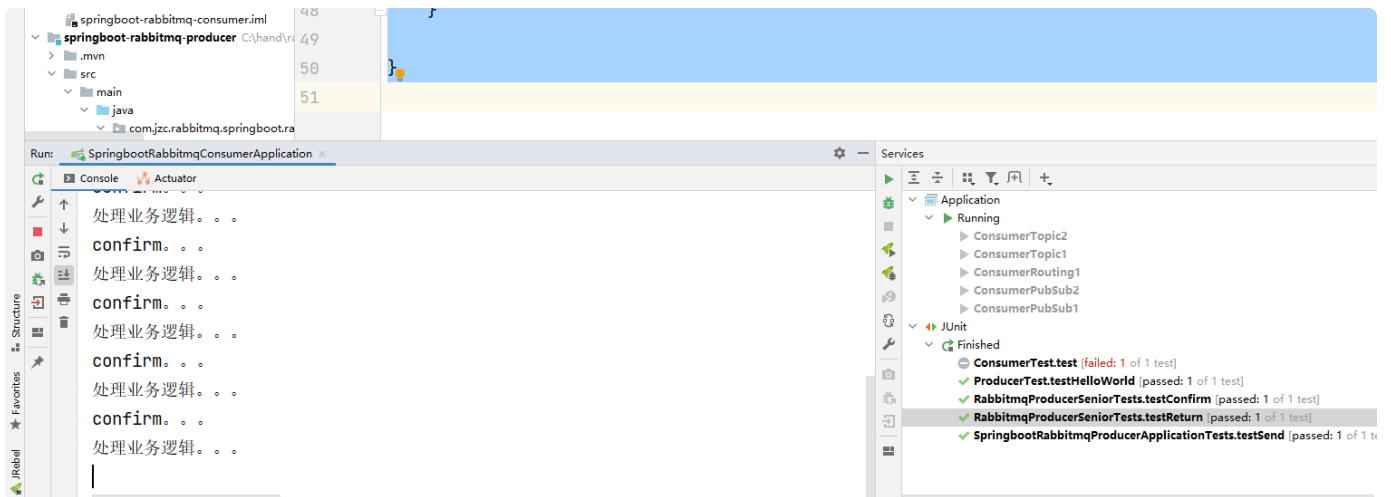 springboot-rabbitmq-consumer.iml
springboot-rabbitmq-producer C:\hand\ra
.mvn
src
main
java
com.jzc.rabbitmq.springboot.ra
48 }
49
50 }
51
Run: SpringbootRabbitmqConsumerApplication
Console Actuator
confirm。。。
处理业务逻辑。。。
confirm。。。
处理业务逻辑。。。
confirm。。。
处理业务逻辑。。。
confirm。。。
处理业务逻辑。。。
confirm。。。
处理业务逻辑。。。
Services
Application
Running
ConsumerTopic2
ConsumerTopic1
ConsumerRouting1
ConsumerPubSub2
ConsumerPubSub1
JUnit
Finished
ConsumerTest.test [failed: 1 of 1 test]
ProducerTest.testHelloWorld [passed: 1 of 1 test]
RabbitmqProducerSeniorTests.testConfirm [passed: 1 of 1 test]
RabbitmqProducerSeniorTests.testReturn [passed: 1 of 1 test]
SpringbootRabbitmqProducerApplicationTests.testSend [passed: 1 of 1 te
Structure
Favorites
JRebel